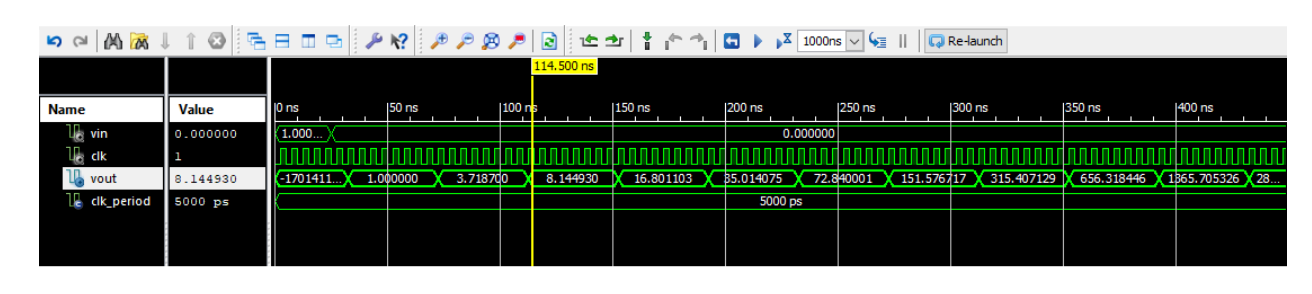 1000ns Re-launch
114.500 ns
Name Value 0 ns 50 ns 100 ns 150 ns 200 ns 250 ns 300 ns 350 ns 400 ns
vin 0.000000 1.000... 0.000000
clk 1
vout 8.144930 -1701411... 1.000000 3.718700 8.144930 16.801103 35.014075 72.840001 151.576717 315.407129 656.318446 1365.705326 28...
clk_period 5000 ps 5000 ps